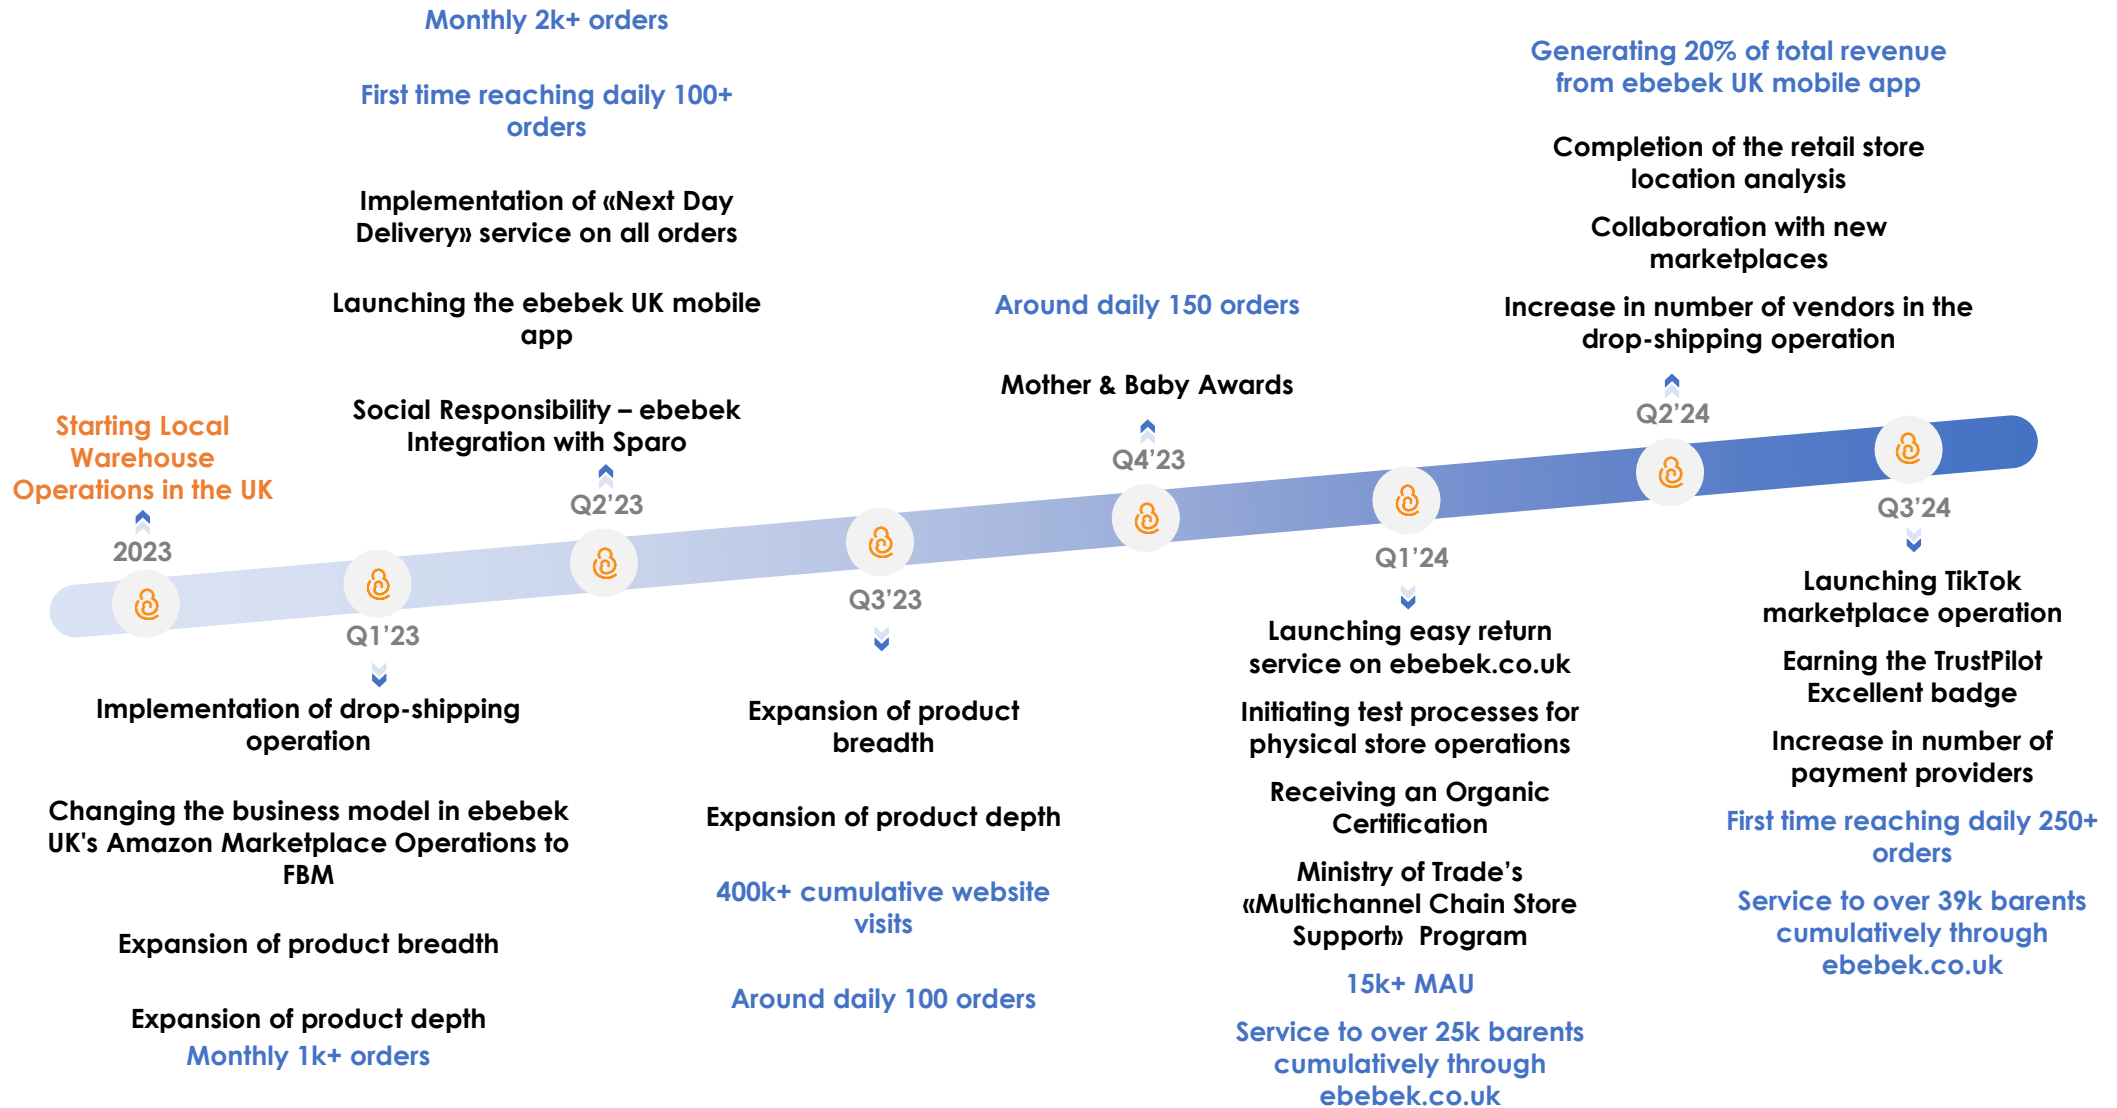 Starting Local
Warehouse
Operations in the UK
2023
Q1’23
Implementation of drop-shipping
operation
Changing the business model in ebebek
UK's Amazon Marketplace Operations to
FBM
Expansion of product breadth
Expansion of product depth
Monthly 1k+ orders
Monthly 2k+ orders
First time reaching daily 100+
orders
Implementation of «Next Day
Delivery» service on all orders
Launching the ebebek UK mobile
app
Social Responsibility – ebebek
Integration with Sparo
Q2’23
Q3’23
Expansion of product
breadth
Expansion of product depth
400k+ cumulative website
visits
Around daily 100 orders
Around daily 150 orders
Mother & Baby Awards
Q4’23
Q1’24
Launching easy return
service on ebebek.co.uk
Initiating test processes for
physical store operations
Receiving an Organic
Certification
Ministry of Trade’s
«Multichannel Chain Store
Support» Program
15k+ MAU
Service to over 25k barents
cumulatively through
ebebek.co.uk
Generating 20% of total revenue
from ebebek UK mobile app
Completion of the retail store
location analysis
Collaboration with new
marketplaces
Increase in number of vendors in the
drop-shipping operation
Q2’24
Q3’24
Launching TikTok
marketplace operation
Earning the TrustPilot
Excellent badge
Increase in number of
payment providers
First time reaching daily 250+
orders
Service to over 39k barents
cumulatively through
ebebek.co.uk